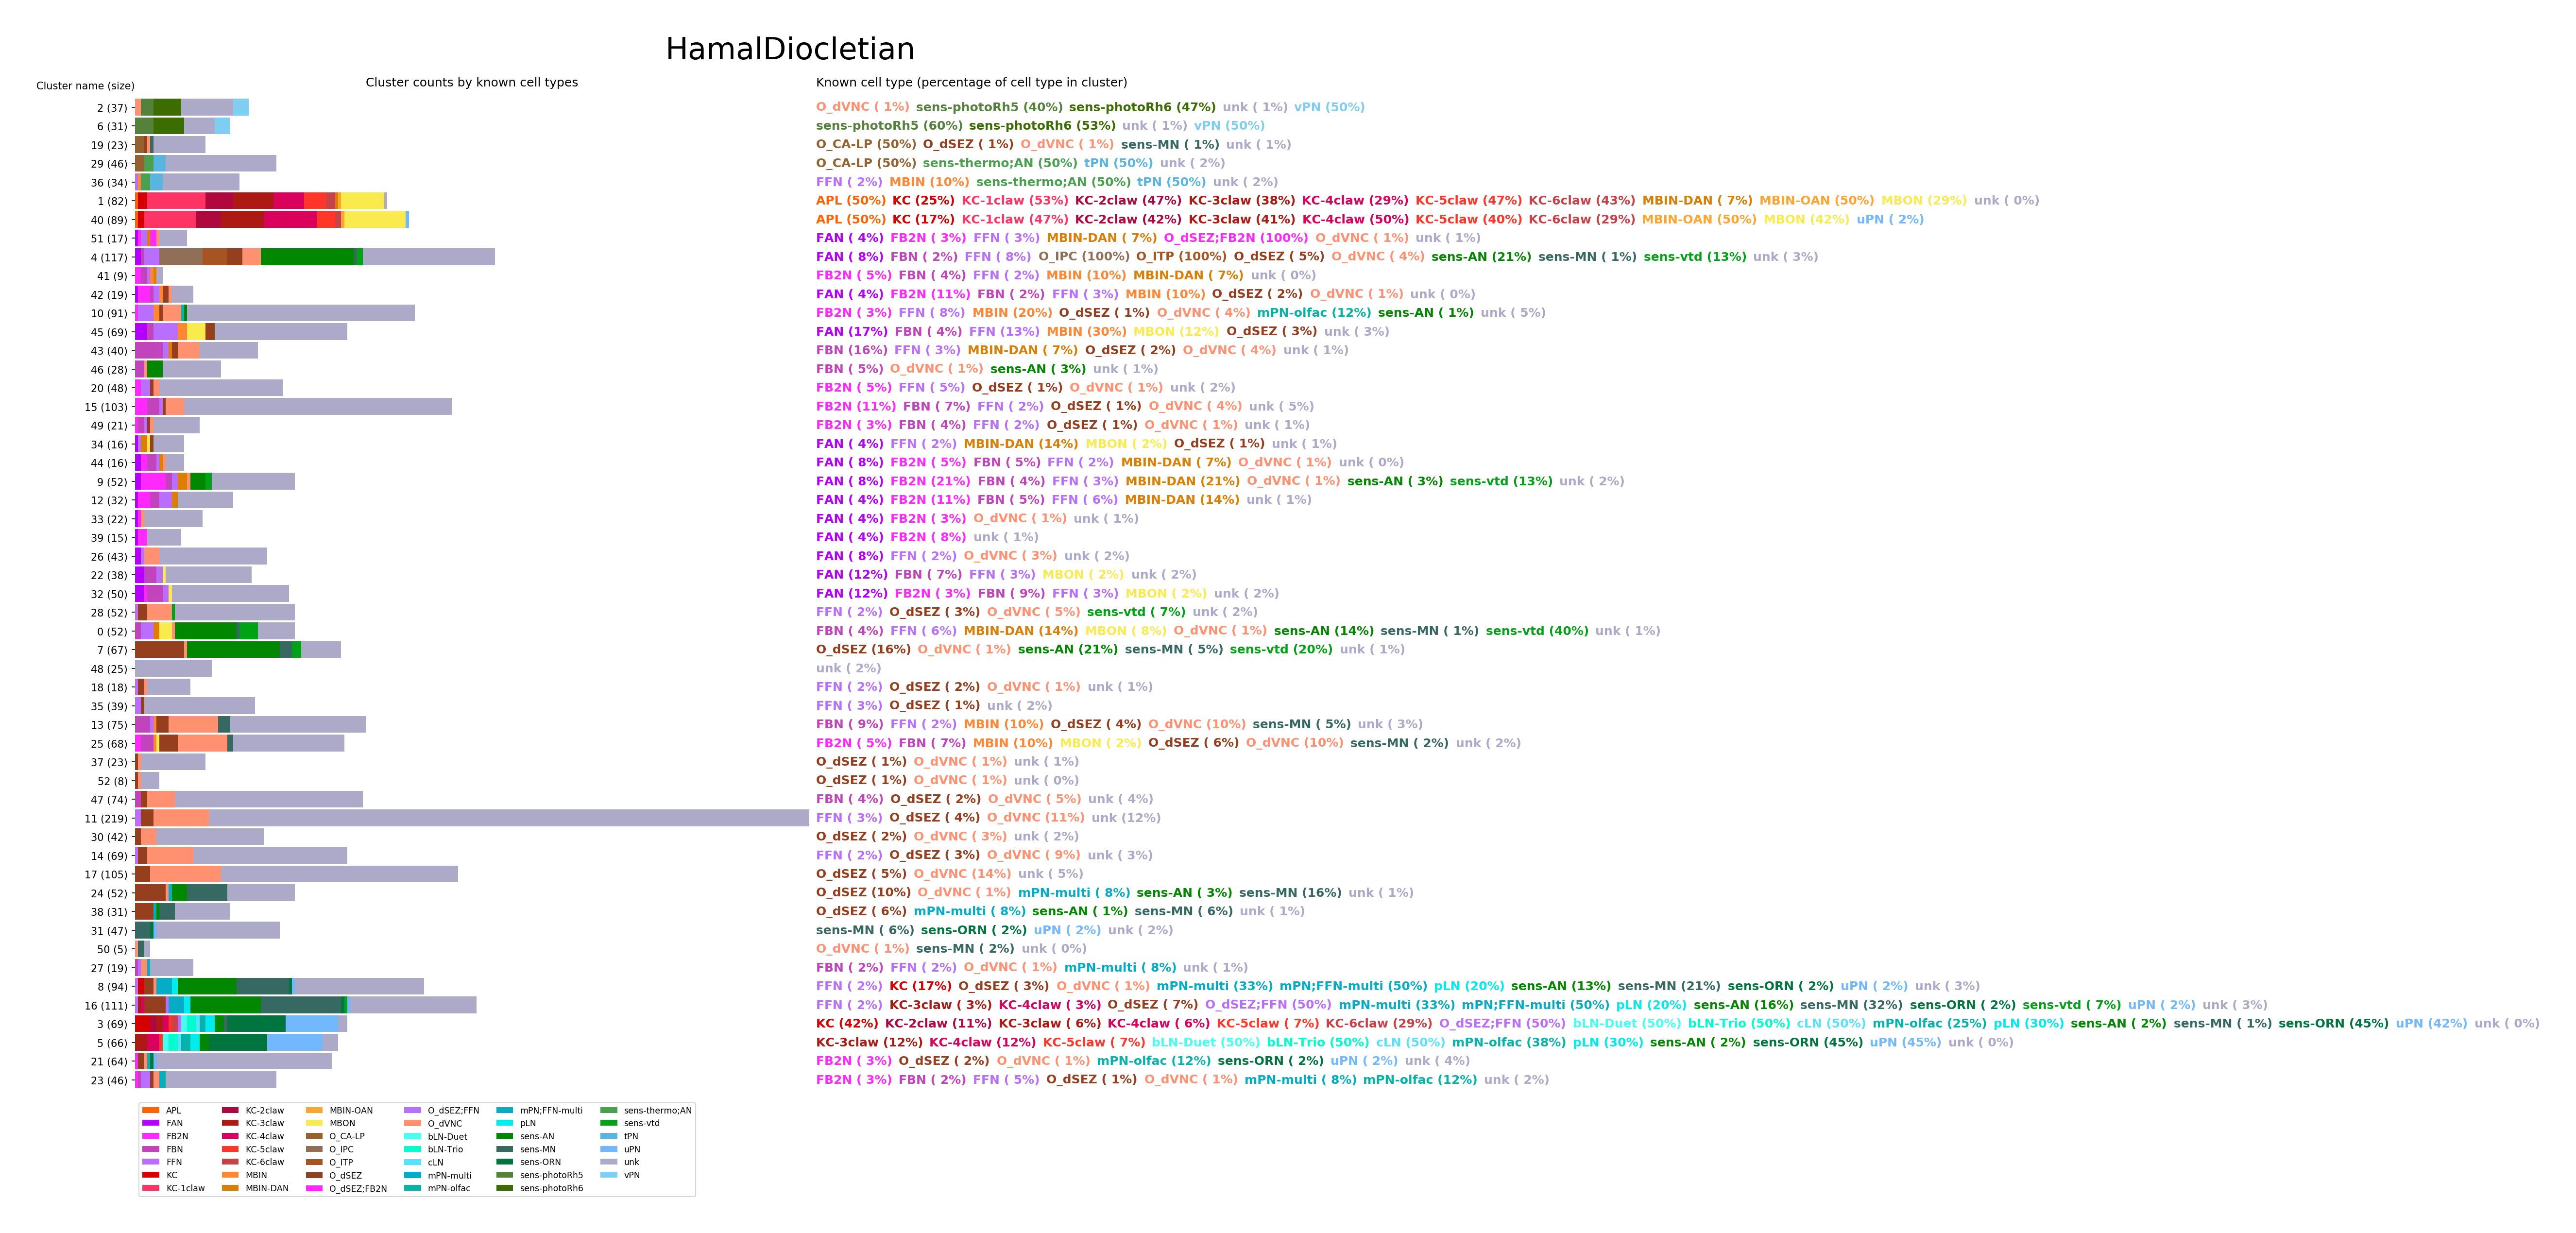 HamalDiocletian
Cluster name (size) Cluster counts by known cell types Known cell type (percentage of cell type in cluster)
2 (37) O_dVNC ( 1%) sens-photoRh5 (40%) sens-photoRh6 (47%) unk ( 1%) vPN (50%)
6 (31) sens-photoRh5 (60%) sens-photoRh6 (53%) unk ( 1%) vPN (50%)
19 (23) O_CA-LP (50%) O_dSEZ ( 1%) O_dVNC ( 1%) sens-MN ( 1%) unk ( 1%)
29 (46) O_CA-LP (50%) sens-thermo;AN (50%) tPN (50%) unk ( 2%)
36 (34) FFN ( 2%) MBIN (10%) sens-thermo;AN (50%) tPN (50%) unk ( 2%)
1 (82) APL (50%) KC (25%) KC-1claw (53%) KC-2claw (47%) KC-3claw (38%) KC-4claw (29%) KC-5claw (47%) KC-6claw (43%) MBIN-DAN ( 7%) MBIN-OAN (50%) MBON (29%) unk ( 0%)
40 (89) APL (50%) KC (17%) KC-1claw (47%) KC-2claw (42%) KC-3claw (41%) KC-4claw (50%) KC-5claw (40%) KC-6claw (29%) MBIN-OAN (50%) MBON (42%) uPN ( 2%)
51 (17) FAN ( 4%) FB2N ( 3%) FFN ( 3%) MBIN-DAN ( 7%) O_dSEZ;FB2N (100%) O_dVNC ( 1%) unk ( 1%)
4 (117) FAN ( 8%) FBN ( 2%) FFN ( 8%) O_IPC (100%) O_ITP (100%) O_dSEZ ( 5%) O_dVNC ( 4%) sens-AN (21%) sens-MN ( 1%) sens-vtd (13%) unk ( 3%)
41 (9) FB2N ( 5%) FBN ( 4%) FFN ( 2%) MBIN (10%) MBIN-DAN ( 7%) unk ( 0%)
42 (19) FAN ( 4%) FB2N (11%) FBN ( 2%) FFN ( 3%) MBIN (10%) O_dSEZ ( 2%) O_dVNC ( 1%) unk ( 0%)
10 (91) FB2N ( 3%) FFN ( 8%) MBIN (20%) O_dSEZ ( 1%) O_dVNC ( 4%) mPN-olfac (12%) sens-AN ( 1%) unk ( 5%)
45 (69) FAN (17%) FBN ( 4%) FFN (13%) MBIN (30%) MBON (12%) O_dSEZ ( 3%) unk ( 3%)
43 (40) FBN (16%) FFN ( 3%) MBIN-DAN ( 7%) O_dSEZ ( 2%) O_dVNC ( 4%) unk ( 1%)
46 (28) FBN ( 5%) O_dVNC ( 1%) sens-AN ( 3%) unk ( 1%)
20 (48) FB2N ( 5%) FFN ( 5%) O_dSEZ ( 1%) O_dVNC ( 1%) unk ( 2%)
15 (103) FB2N (11%) FBN ( 7%) FFN ( 2%) O_dSEZ ( 1%) O_dVNC ( 4%) unk ( 5%)
49 (21) FB2N ( 3%) FBN ( 4%) FFN ( 2%) O_dSEZ ( 1%) O_dVNC ( 1%) unk ( 1%)
34 (16) FAN ( 4%) FFN ( 2%) MBIN-DAN (14%) MBON ( 2%) O_dSEZ ( 1%) unk ( 1%)
44 (16) FAN ( 8%) FB2N ( 5%) FBN ( 5%) FFN ( 2%) MBIN-DAN ( 7%) O_dVNC ( 1%) unk ( 0%)
9 (52) FAN ( 8%) FB2N (21%) FBN ( 4%) FFN ( 3%) MBIN-DAN (21%) O_dVNC ( 1%) sens-AN ( 3%) sens-vtd (13%) unk ( 2%)
12 (32) FAN ( 4%) FB2N (11%) FBN ( 5%) FFN ( 6%) MBIN-DAN (14%) unk ( 1%)
33 (22) FAN ( 4%) FB2N ( 3%) O_dVNC ( 1%) unk ( 1%)
39 (15) FAN ( 4%) FB2N ( 8%) unk ( 1%)
26 (43) FAN ( 8%) FFN ( 2%) O_dVNC ( 3%) unk ( 2%)
22 (38) FAN (12%) FBN ( 7%) FFN ( 3%) MBON ( 2%) unk ( 2%)
32 (50) FAN (12%) FB2N ( 3%) FBN ( 9%) FFN ( 3%) MBON ( 2%) unk ( 2%)
28 (52) FFN ( 2%) O_dSEZ ( 3%) O_dVNC ( 5%) sens-vtd ( 7%) unk ( 2%)
0 (52) FBN ( 4%) FFN ( 6%) MBIN-DAN (14%) MBON ( 8%) O_dVNC ( 1%) sens-AN (14%) sens-MN ( 1%) sens-vtd (40%) unk ( 1%)
7 (67) O_dSEZ (16%) O_dVNC ( 1%) sens-AN (21%) sens-MN ( 5%) sens-vtd (20%) unk ( 1%)
48 (25) unk ( 2%)
18 (18) FFN ( 2%) O_dSEZ ( 2%) O_dVNC ( 1%) unk ( 1%)
35 (39) FFN ( 3%) O_dSEZ ( 1%) unk ( 2%)
13 (75) FBN ( 9%) FFN ( 2%) MBIN (10%) O_dSEZ ( 4%) O_dVNC (10%) sens-MN ( 5%) unk ( 3%)
25 (68) FB2N ( 5%) FBN ( 7%) MBIN (10%) MBON ( 2%) O_dSEZ ( 6%) O_dVNC (10%) sens-MN ( 2%) unk ( 2%)
37 (23) O_dSEZ ( 1%) O_dVNC ( 1%) unk ( 1%)
52 (8) O_dSEZ ( 1%) O_dVNC ( 1%) unk ( 0%)
47 (74) FBN ( 4%) O_dSEZ ( 2%) O_dVNC ( 5%) unk ( 4%)
11 (219) FFN ( 3%) O_dSEZ ( 4%) O_dVNC (11%) unk (12%)
30 (42) O_dSEZ ( 2%) O_dVNC ( 3%) unk ( 2%)
14 (69) FFN ( 2%) O_dSEZ ( 3%) O_dVNC ( 9%) unk ( 3%)
17 (105) O_dSEZ ( 5%) O_dVNC (14%) unk ( 5%)
24 (52) O_dSEZ (10%) O_dVNC ( 1%) mPN-multi ( 8%) sens-AN ( 3%) sens-MN (16%) unk ( 1%)
38 (31) O_dSEZ ( 6%) mPN-multi ( 8%) sens-AN ( 1%) sens-MN ( 6%) unk ( 1%)
31 (47) sens-MN ( 6%) sens-ORN ( 2%) uPN ( 2%) unk ( 2%)
50 (5) O_dVNC ( 1%) sens-MN ( 2%) unk ( 0%)
27 (19) FBN ( 2%) FFN ( 2%) O_dVNC ( 1%) mPN-multi ( 8%) unk ( 1%)
8 (94) FFN ( 2%) KC (17%) O_dSEZ ( 3%) O_dVNC ( 1%) mPN-multi (33%) mPN;FFN-multi (50%) pLN (20%) sens-AN (13%) sens-MN (21%) sens-ORN ( 2%) uPN ( 2%) unk ( 3%)
16 (111) FFN ( 2%) KC-3claw ( 3%) KC-4claw ( 3%) O_dSEZ ( 7%) O_dSEZ;FFN (50%) mPN-multi (33%) mPN;FFN-multi (50%) pLN (20%) sens-AN (16%) sens-MN (32%) sens-ORN ( 2%) sens-vtd ( 7%) uPN ( 2%) unk ( 3%)
3 (69) KC (42%) KC-2claw (11%) KC-3claw ( 6%) KC-4claw ( 6%) KC-5claw ( 7%) KC-6claw (29%) O_dSEZ;FFN (50%) bLN-Duet (50%) bLN-Trio (50%) cLN (50%) mPN-olfac (25%) pLN (30%) sens-AN ( 2%) sens-MN ( 1%) sens-ORN (45%) uPN (42%) unk ( 0%)
5 (66) KC-3claw (12%) KC-4claw (12%) KC-5claw ( 7%) bLN-Duet (50%) bLN-Trio (50%) cLN (50%) mPN-olfac (38%) pLN (30%) sens-AN ( 2%) sens-ORN (45%) uPN (45%) unk ( 0%)
21 (64) FB2N ( 3%) O_dSEZ ( 2%) O_dVNC ( 1%) mPN-olfac (12%) sens-ORN ( 2%) uPN ( 2%) unk ( 4%)
23 (46) FB2N ( 3%) FBN ( 2%) FFN ( 5%) O_dSEZ ( 1%) O_dVNC ( 1%) mPN-multi ( 8%) mPN-olfac (12%) unk ( 2%)
APL KC-2claw MBIN-OAN O_dSEZ;FFN mPN;FFN-multi sens-thermo;AN
FAN KC-3claw MBON O_dVNC pLN sens-vtd
FB2N KC-4claw O_CA-LP bLN-Duet sens-AN tPN
FBN KC-5claw O_IPC bLN-Trio sens-MN uPN
FFN KC-6claw O_ITP cLN sens-ORN unk
KC MBIN O_dSEZ mPN-multi sens-photoRh5 vPN
KC-1claw MBIN-DAN O_dSEZ;FB2N mPN-olfac sens-photoRh6